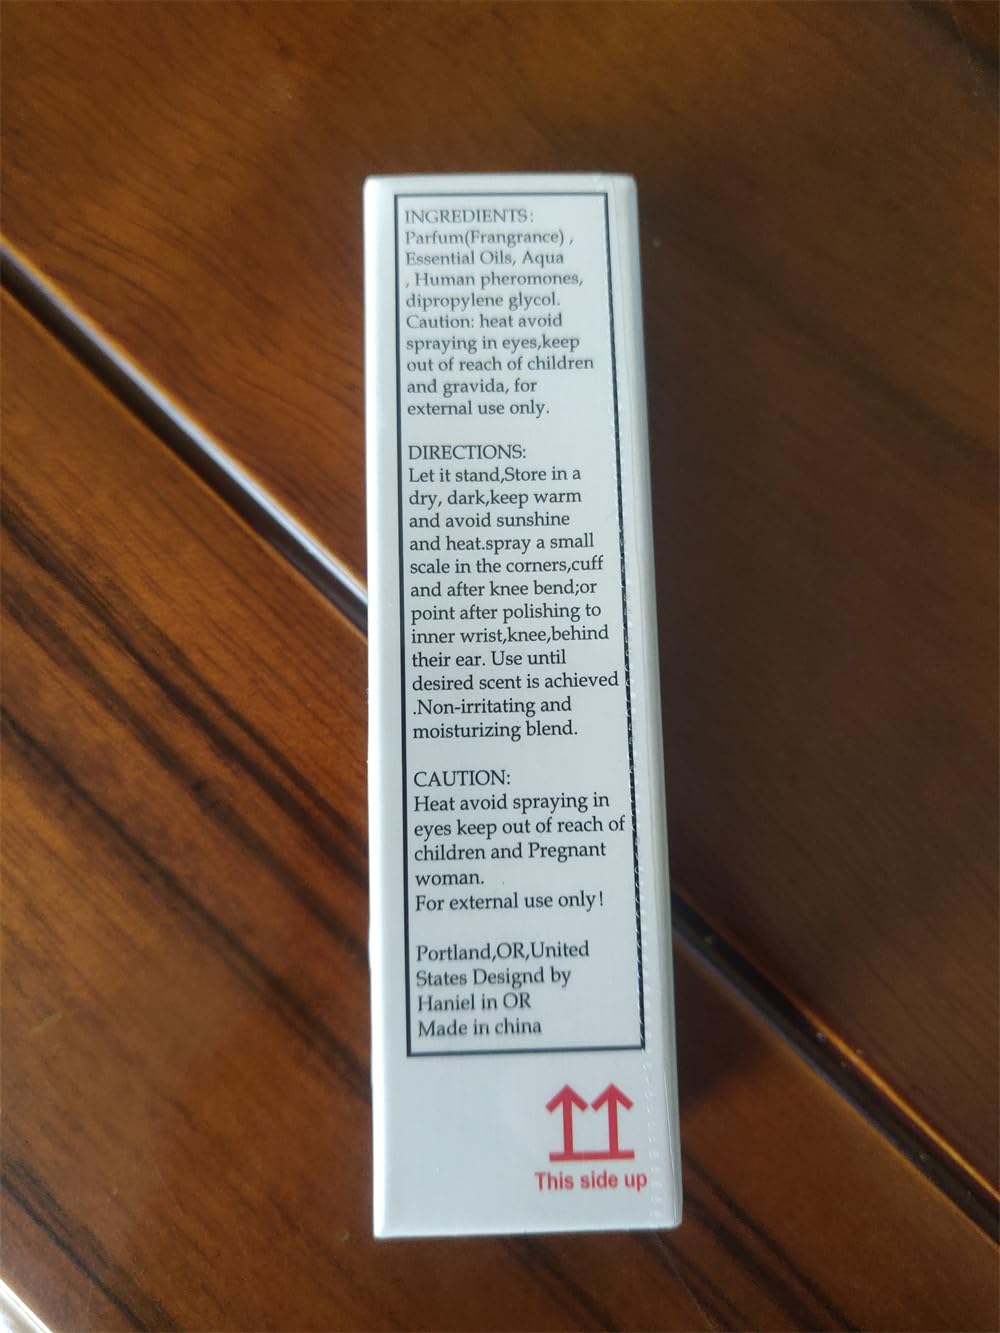 INGREDIENTS:
Parfum(Frangrance) ,
Essential Oils, Aqua
, Human pheromones,
dipropylene glycol.
Caution: heat avoid
spraying in eyes,keep
out of reach of children
and gravida, for
external use only.
DIRECTIONS:
Let it stand,Store in a
dry, dark,keep warm
and avoid sunshine
and heat.spray a small
scale in the corners,cuff
and after knee bend;or
point after polishing to
inner wrist,knee,behind
their ear. Use until
desired scent is achieved
.Non-irritating and
moisturizing blend.
CAUTION:
Heat avoid spraying in
eyes keep out of reach of
children and Pregnant
woman.
For external use only!
Portland,OR,United
States Designd by
Haniel in OR
Made in china
This side up